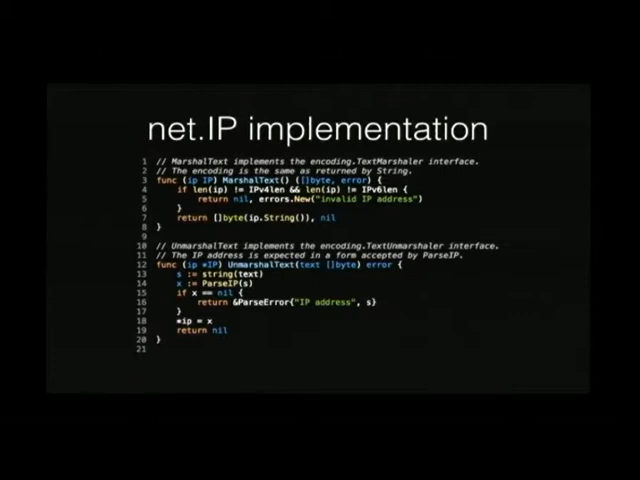 net.IP implementation
1 // MarshalText implements the encoding.TextMarshaler interface.
2 // The encoding is the same as returned by String.
3 func (ip IP) MarshalText() ([]byte, error) {
4 if len(ip) != IPv4len && len(ip) != IPv6len {
5 return nil, errors.New("invalid IP address")
6 }
7 return []byte(ip.String()), nil
8 }
9
10 // UnmarshalText implements the encoding.TextUnmarshaler interface.
11 // The IP address is expected in a form accepted by ParseIP.
12 func (ip *IP) UnmarshalText(text []byte) error {
13 s := string(text)
14 x := ParseIP(s)
15 if x == nil {
16 return &ParseError{"IP address", s}
17 }
18 *ip = x
19 return nil
20 }
21